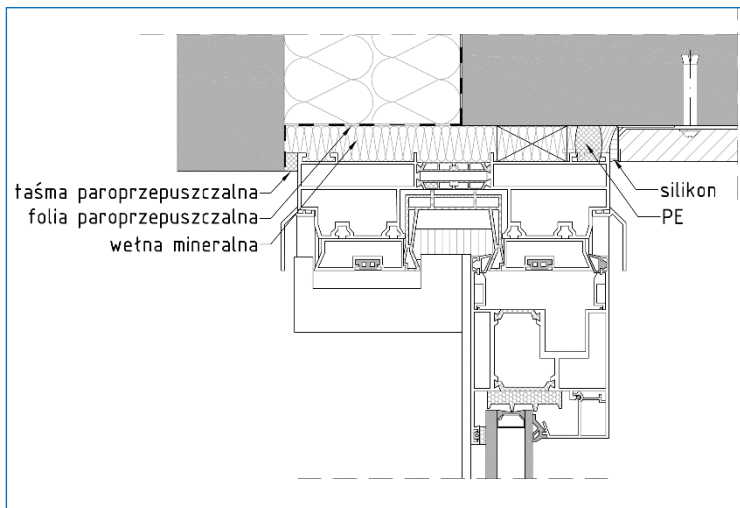 taśma paroprzepuszczalna
folia paroprzepuszczalna
wełna mineralna
silikon
PE